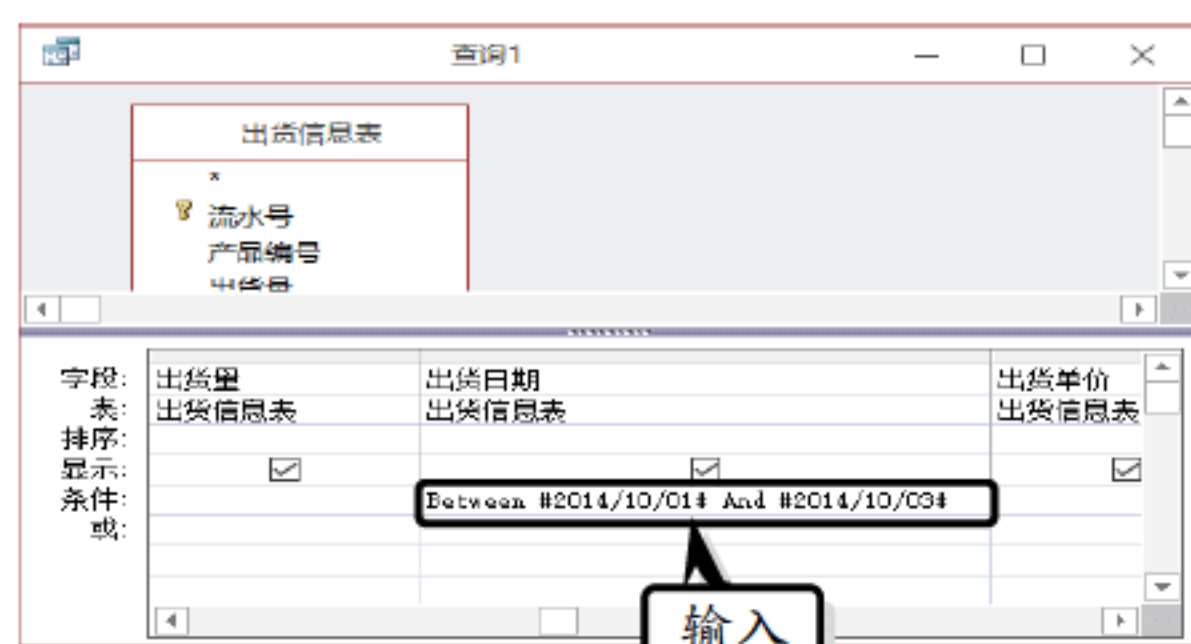 查询1
出货信息表
*
流水号
产品编号
出货量
字段: 出货量 出货日期 出货单价
表: 出货信息表 出货信息表 出货信息表
排序:
显示:
条件: Between #2014/10/01# And #2014/10/03#
或:
输入